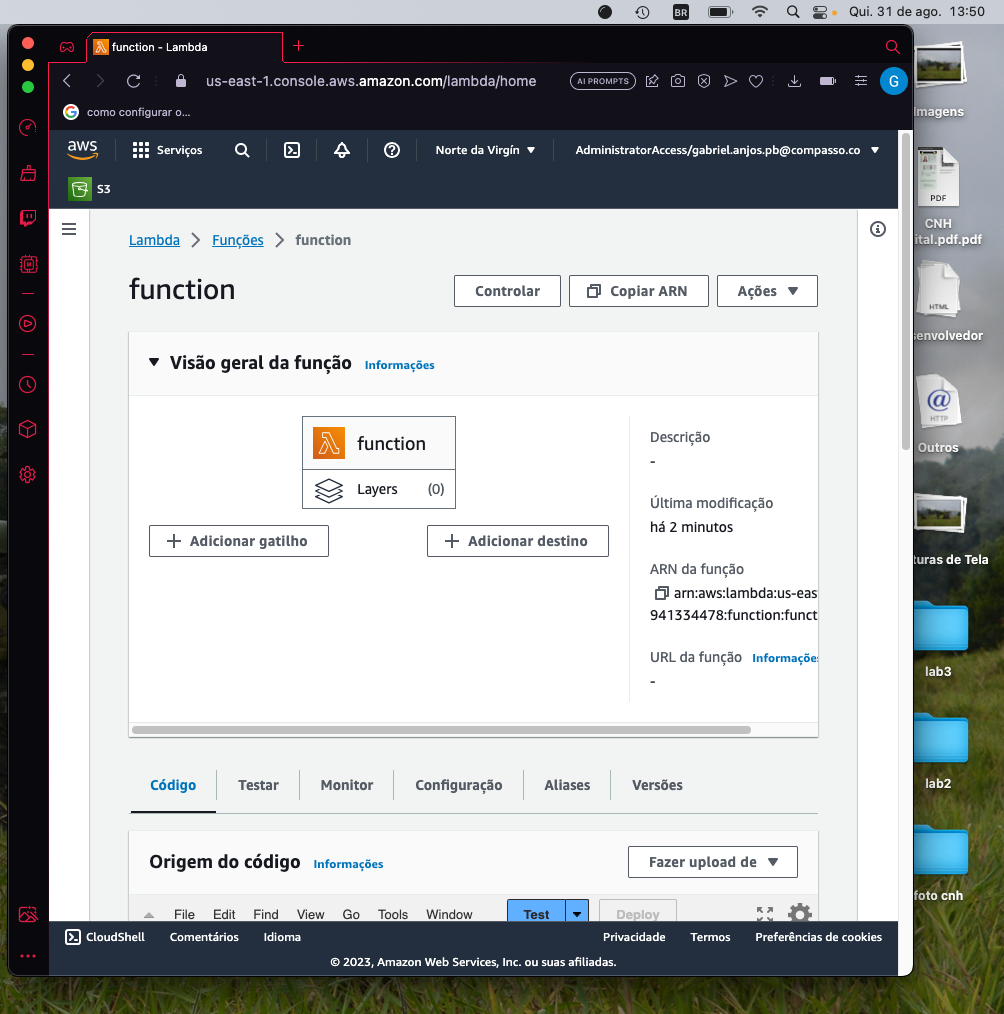 BR
Qui. 31 de ago. 13:50
function - Lambda
us-east-1.console.aws.amazon.com/lambda/home
AI PROMPTS
G
como configurar o...
aws
Serviços
Norte da Virgín
AdministratorAccess/gabriel.anjos.pb@compasso.co
S3
Lambda > Funções > function
function
Controlar
Copiar ARN
Ações
Visão geral da função Informações
function
Layers (0)
Adicionar gatilho
Adicionar destino
Descrição
-
Última modificação
há 2 minutos
ARN da função
arn:aws:lambda:us-eas
941334478:function:funct
URL da função Informações
-
Código
Testar
Monitor
Configuração
Aliases
Versões
Origem do código Informações
Fazer upload de
File Edit Find View Go Tools Window
Test
Deploy
CloudShell Comentários Idioma
Privacidade Termos Preferências de cookies
© 2023, Amazon Web Services, Inc. ou suas afiliadas.
magens
PDF
CNH
ital.pdf.pdf
HTML
senvolvedor
HTTP
Outros
turas de Tela
lab3
lab2
foto cnh